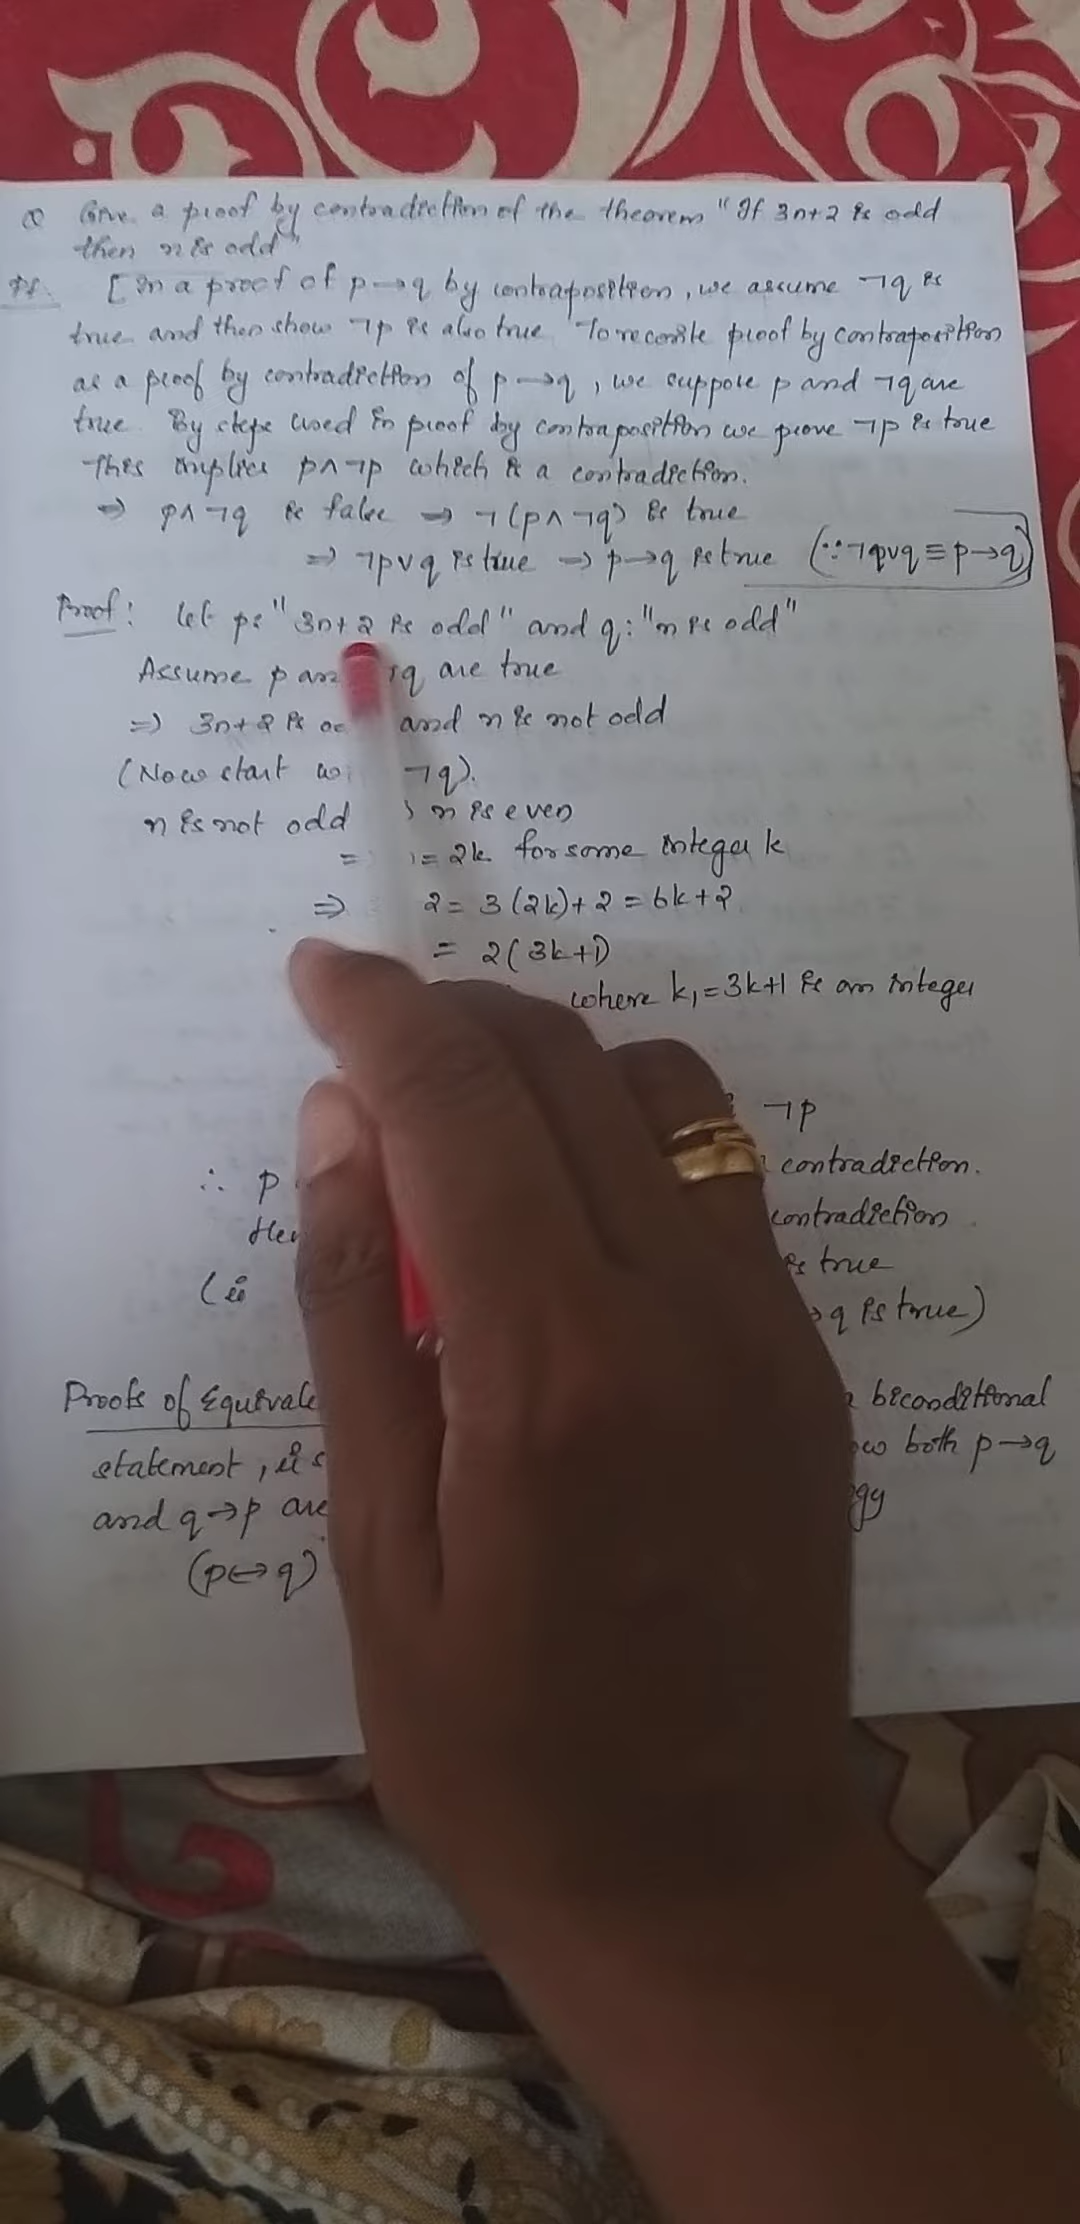 Q Give a proof by contradiction of the theorem "If 3n+2 is odd
then n is odd"
[In a proof of p→q by contraposition, we assume ¬q is
true and then show ¬p is also true. To rewrite proof by contraposition
as a proof by contradiction of p→q, we suppose p and ¬q are
true. By steps used in proof by contraposition we prove ¬p is true
This implies p∧¬p which is a contradiction.
⇒ p∧¬q is false ⇒ ¬(p∧¬q) is true
⇒ ¬p∨q is true ⇒ p→q is true (∵ ¬p∨q ≡ p→q)]
Proof: Let p: "3n+2 is odd" and q: "n is odd"
Assume p q are true
⇒ 3n+2 is and n is not odd
(Now start ¬q).
n is not odd n is even
= = 2k for some integer k
⇒ 2 = 3(2k)+2 = 6k+2
= 2(3k+1)
where k₁=3k+1 is an integer
¬p
∴ p contradiction.
contradiction
(ie is true
q is true)
Proofs of biconditional
statement, both p→q
and q→p are
(p↔q)